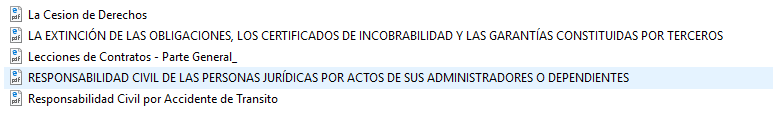 La Cesion de Derechos
LA EXTINCIÓN DE LAS OBLIGACIONES, LOS CERTIFICADOS DE INCOBRABILIDAD Y LAS GARANTÍAS CONSTITUIDAS POR TERCEROS
Lecciones de Contratos - Parte General_
RESPONSABILIDAD CIVIL DE LAS PERSONAS JURÍDICAS POR ACTOS DE SUS ADMINISTRADORES O DEPENDIENTES
Responsabilidad Civil por Accidente de Transito